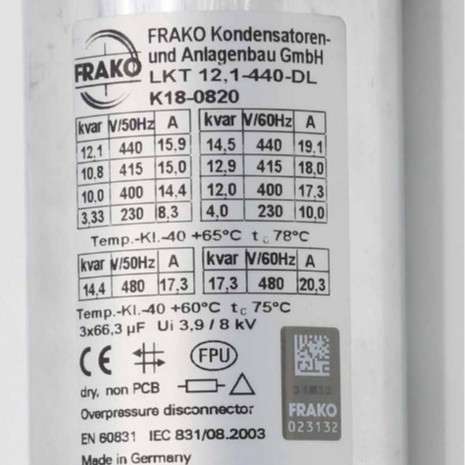 FRAKO
FRAKO Kondensatoren-
und Anlagenbau GmbH
LKT 12,1-440-DL
K18-0820
kvar V/50Hz A kvar V/60Hz A
12,1 440 15,9 14,5 440 19,1
10,8 415 15,0 12,9 415 18,0
10,0 400 14,4 12,0 400 17,3
3,33 230 8,3 4,0 230 10,0
Temp.-Kl.-40 +65°C tc 78°C
kvar V/50Hz A kvar V/60Hz A
14,4 480 17,3 17,3 480 20,3
Temp.-Kl.-40 +60°C tc 75°C
3x66,3 µF Ui 3,9 / 8 kV
CE FPU
dry, non PCB
Overpressure disconnector
EN 60831 IEC 831/08.2003
Made in Germany
FRAKO
023132